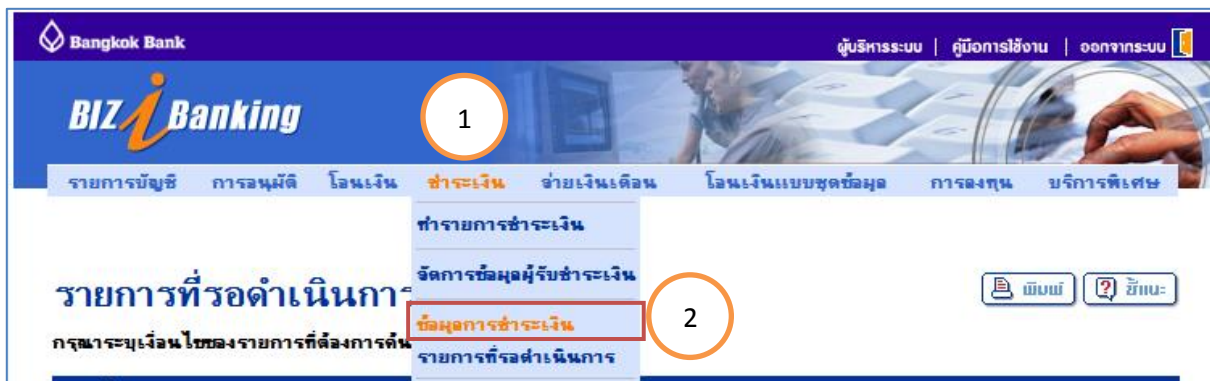 Bangkok Bank
ผู้บริหารระบบ | คู่มือการใช้งาน | ออกจากระบบ
BIZ iBanking
1
รายการบัญชี การอนุมัติ โอนเงิน ชำระเงิน จ่ายเงินเดือน โอนเงินแบบชุดข้อมูล การลงทุน บริการพิเศษ
ทำรายการชำระเงิน
จัดการข้อมูลผู้รับชำระเงิน
รายการที่รอดำเนินการ
พิมพ์ ชี้แนะ
ข้อมูลการชำระเงิน
2
กรุณาระบุเงื่อนไขของรายการที่ต้องการค้น
รายการที่รอดำเนินการ